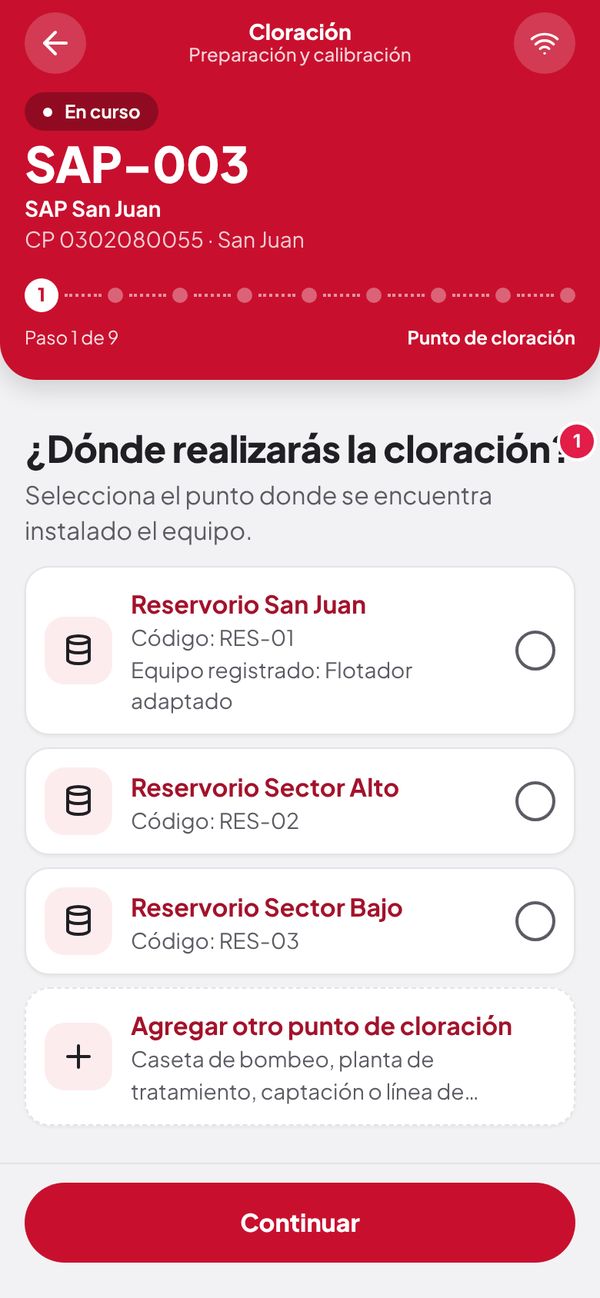 Cloración
Preparación y calibración
En curso
SAP-003
SAP San Juan
CP 0302080055 · San Juan
1
Paso 1 de 9
Punto de cloración
¿Dónde realizarás la cloración?
1
Selecciona el punto donde se encuentra
instalado el equipo.
Reservorio San Juan
Código: RES-01
Equipo registrado: Flotador
adaptado
Reservorio Sector Alto
Código: RES-02
Reservorio Sector Bajo
Código: RES-03
Agregar otro punto de cloración
Caseta de bombeo, planta de
tratamiento, captación o línea de…
Continuar